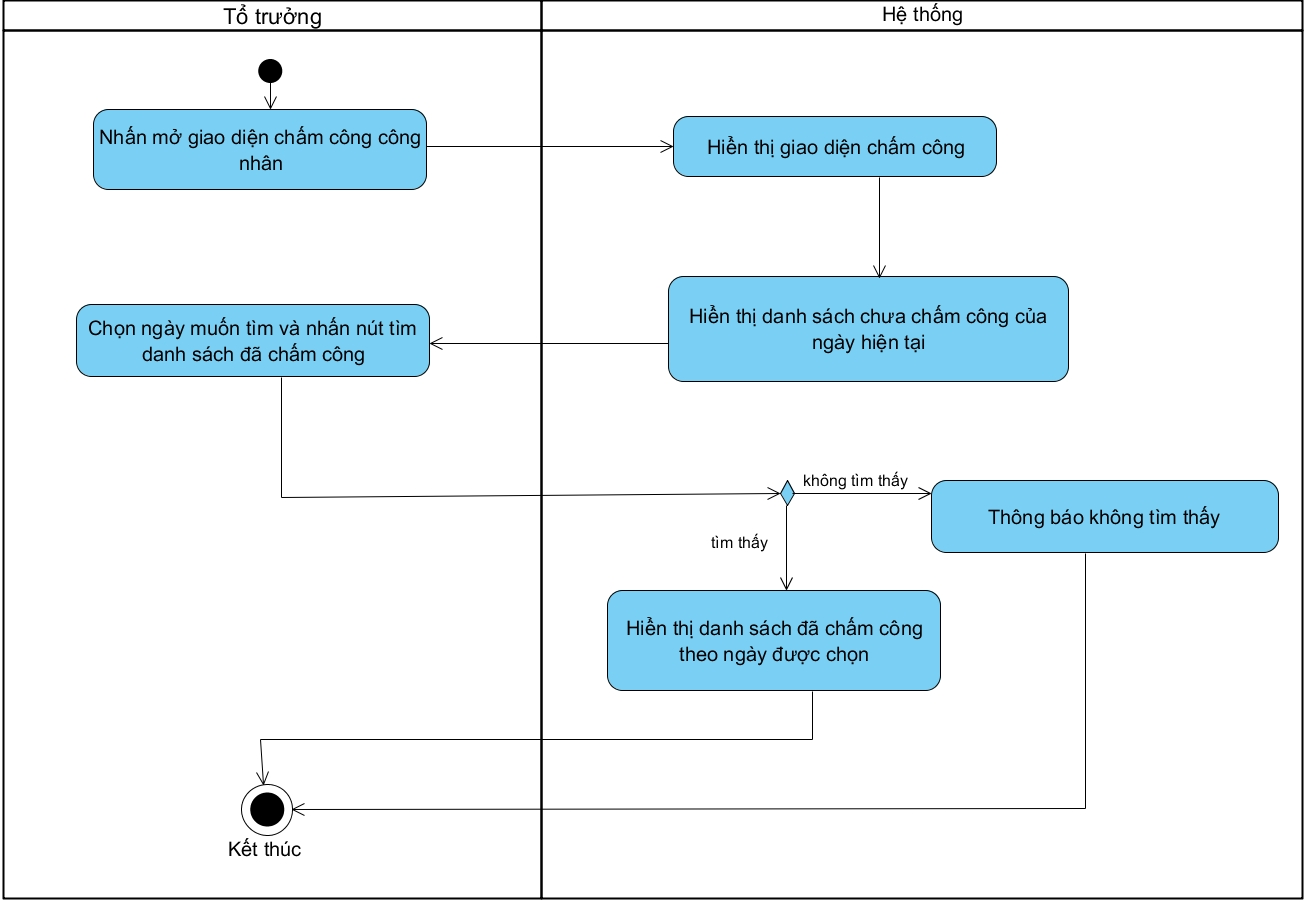 Tổ trưởng
Hệ thống
Nhấn mở giao diện chấm công công
nhân
Hiển thị giao diện chấm công
Hiển thị danh sách chưa chấm công của
ngày hiện tại
Chọn ngày muốn tìm và nhấn nút tìm
danh sách đã chấm công
không tìm thấy
Thông báo không tìm thấy
tìm thấy
Hiển thị danh sách đã chấm công
theo ngày được chọn
Kết thúc